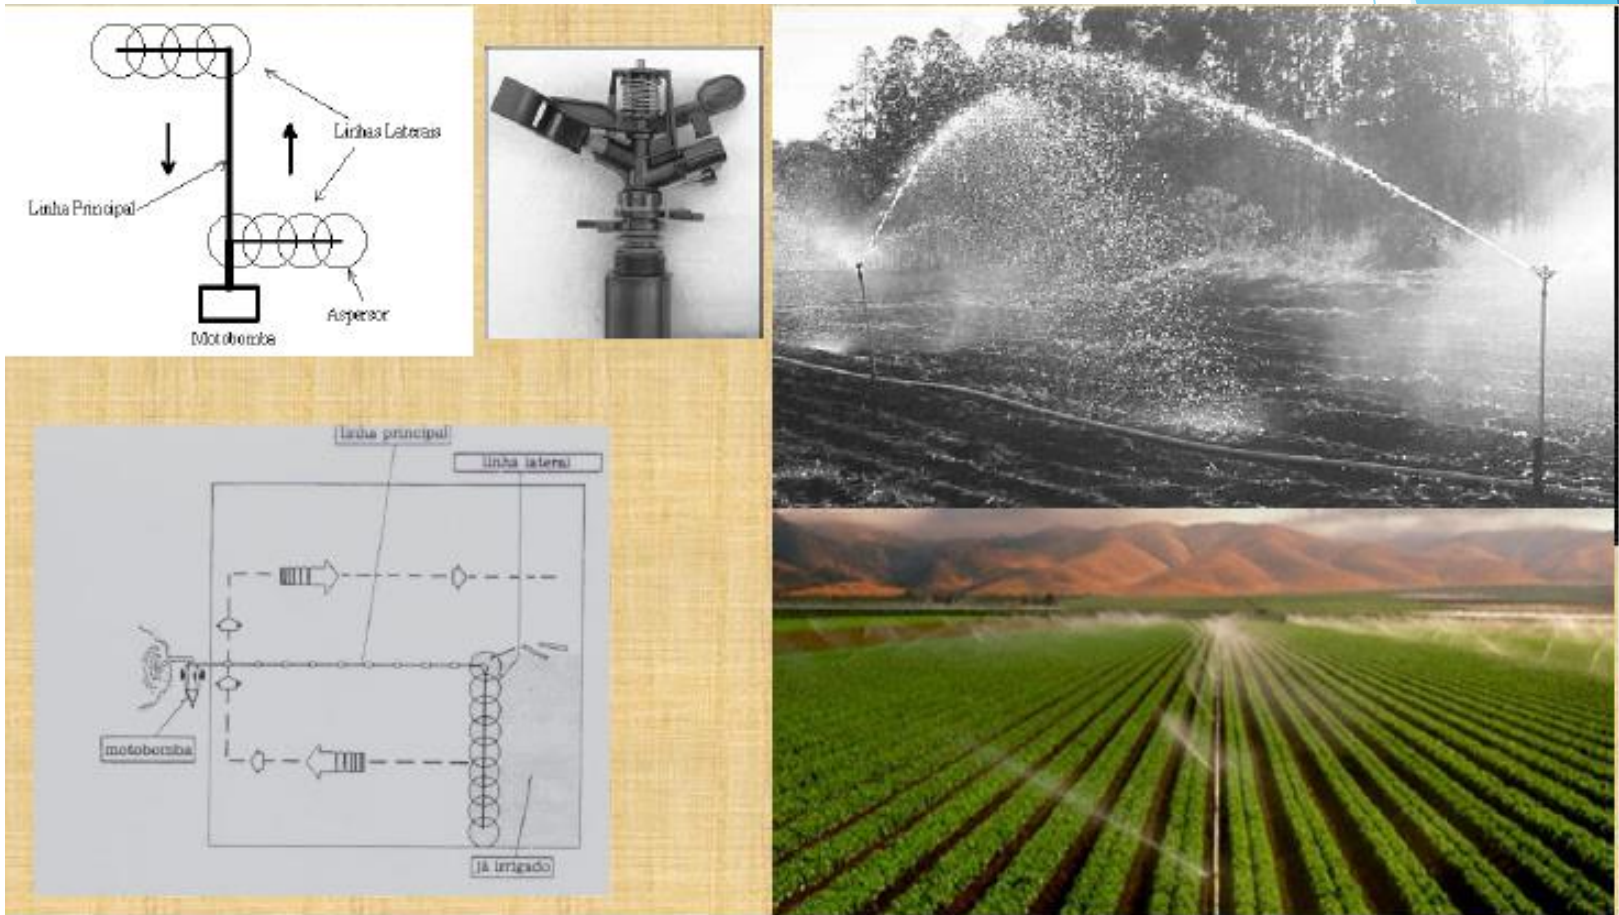 Linhas Laterais
Linha Principal
Aspersor
Motobomba
linha principal
linha lateral
motobomba
já irrigado